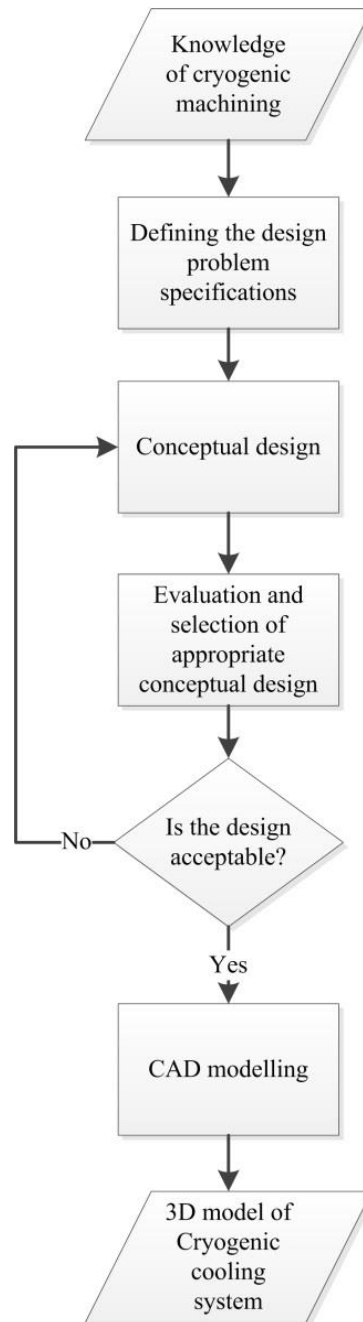 Knowledge
of cryogenic
machining
Defining the design
problem
specifications
Conceptual design
Evaluation and
selection of
appropriate
conceptual design
Is the design
acceptable?
No
Yes
CAD modelling
3D model of
Cryogenic
cooling
system